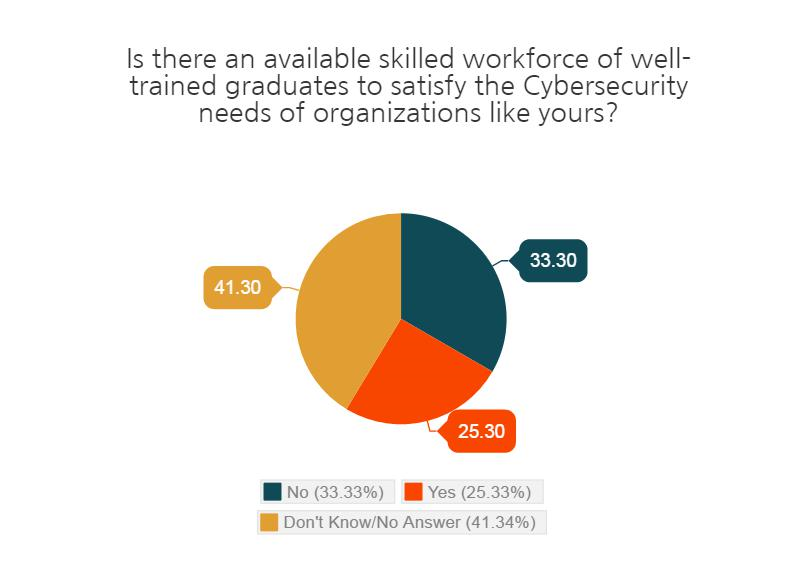 Is there an available skilled workforce of well-
trained graduates to satisfy the Cybersecurity
needs of organizations like yours?
33.30
41.30
25.30
No (33.33%)
Yes (25.33%)
Don't Know/No Answer (41.34%)